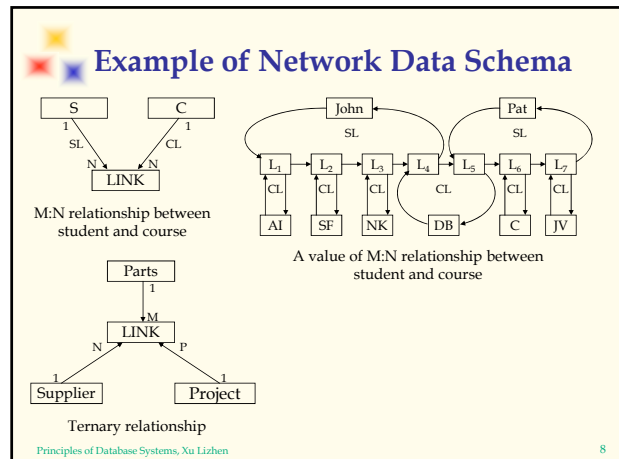 Example of Network Data Schema
S C
1 1
SL CL
N N
LINK
M:N relationship between
student and course
John Pat
SL SL
L1 L2 L3 L4 L5 L6 L7
CL CL CL CL CL CL
AI SF NK DB C JV
A value of M:N relationship between
student and course
Parts
1
M
LINK
N P
1 1
Supplier Project
Ternary relationship
Principles of Database Systems, Xu Lizhen 8